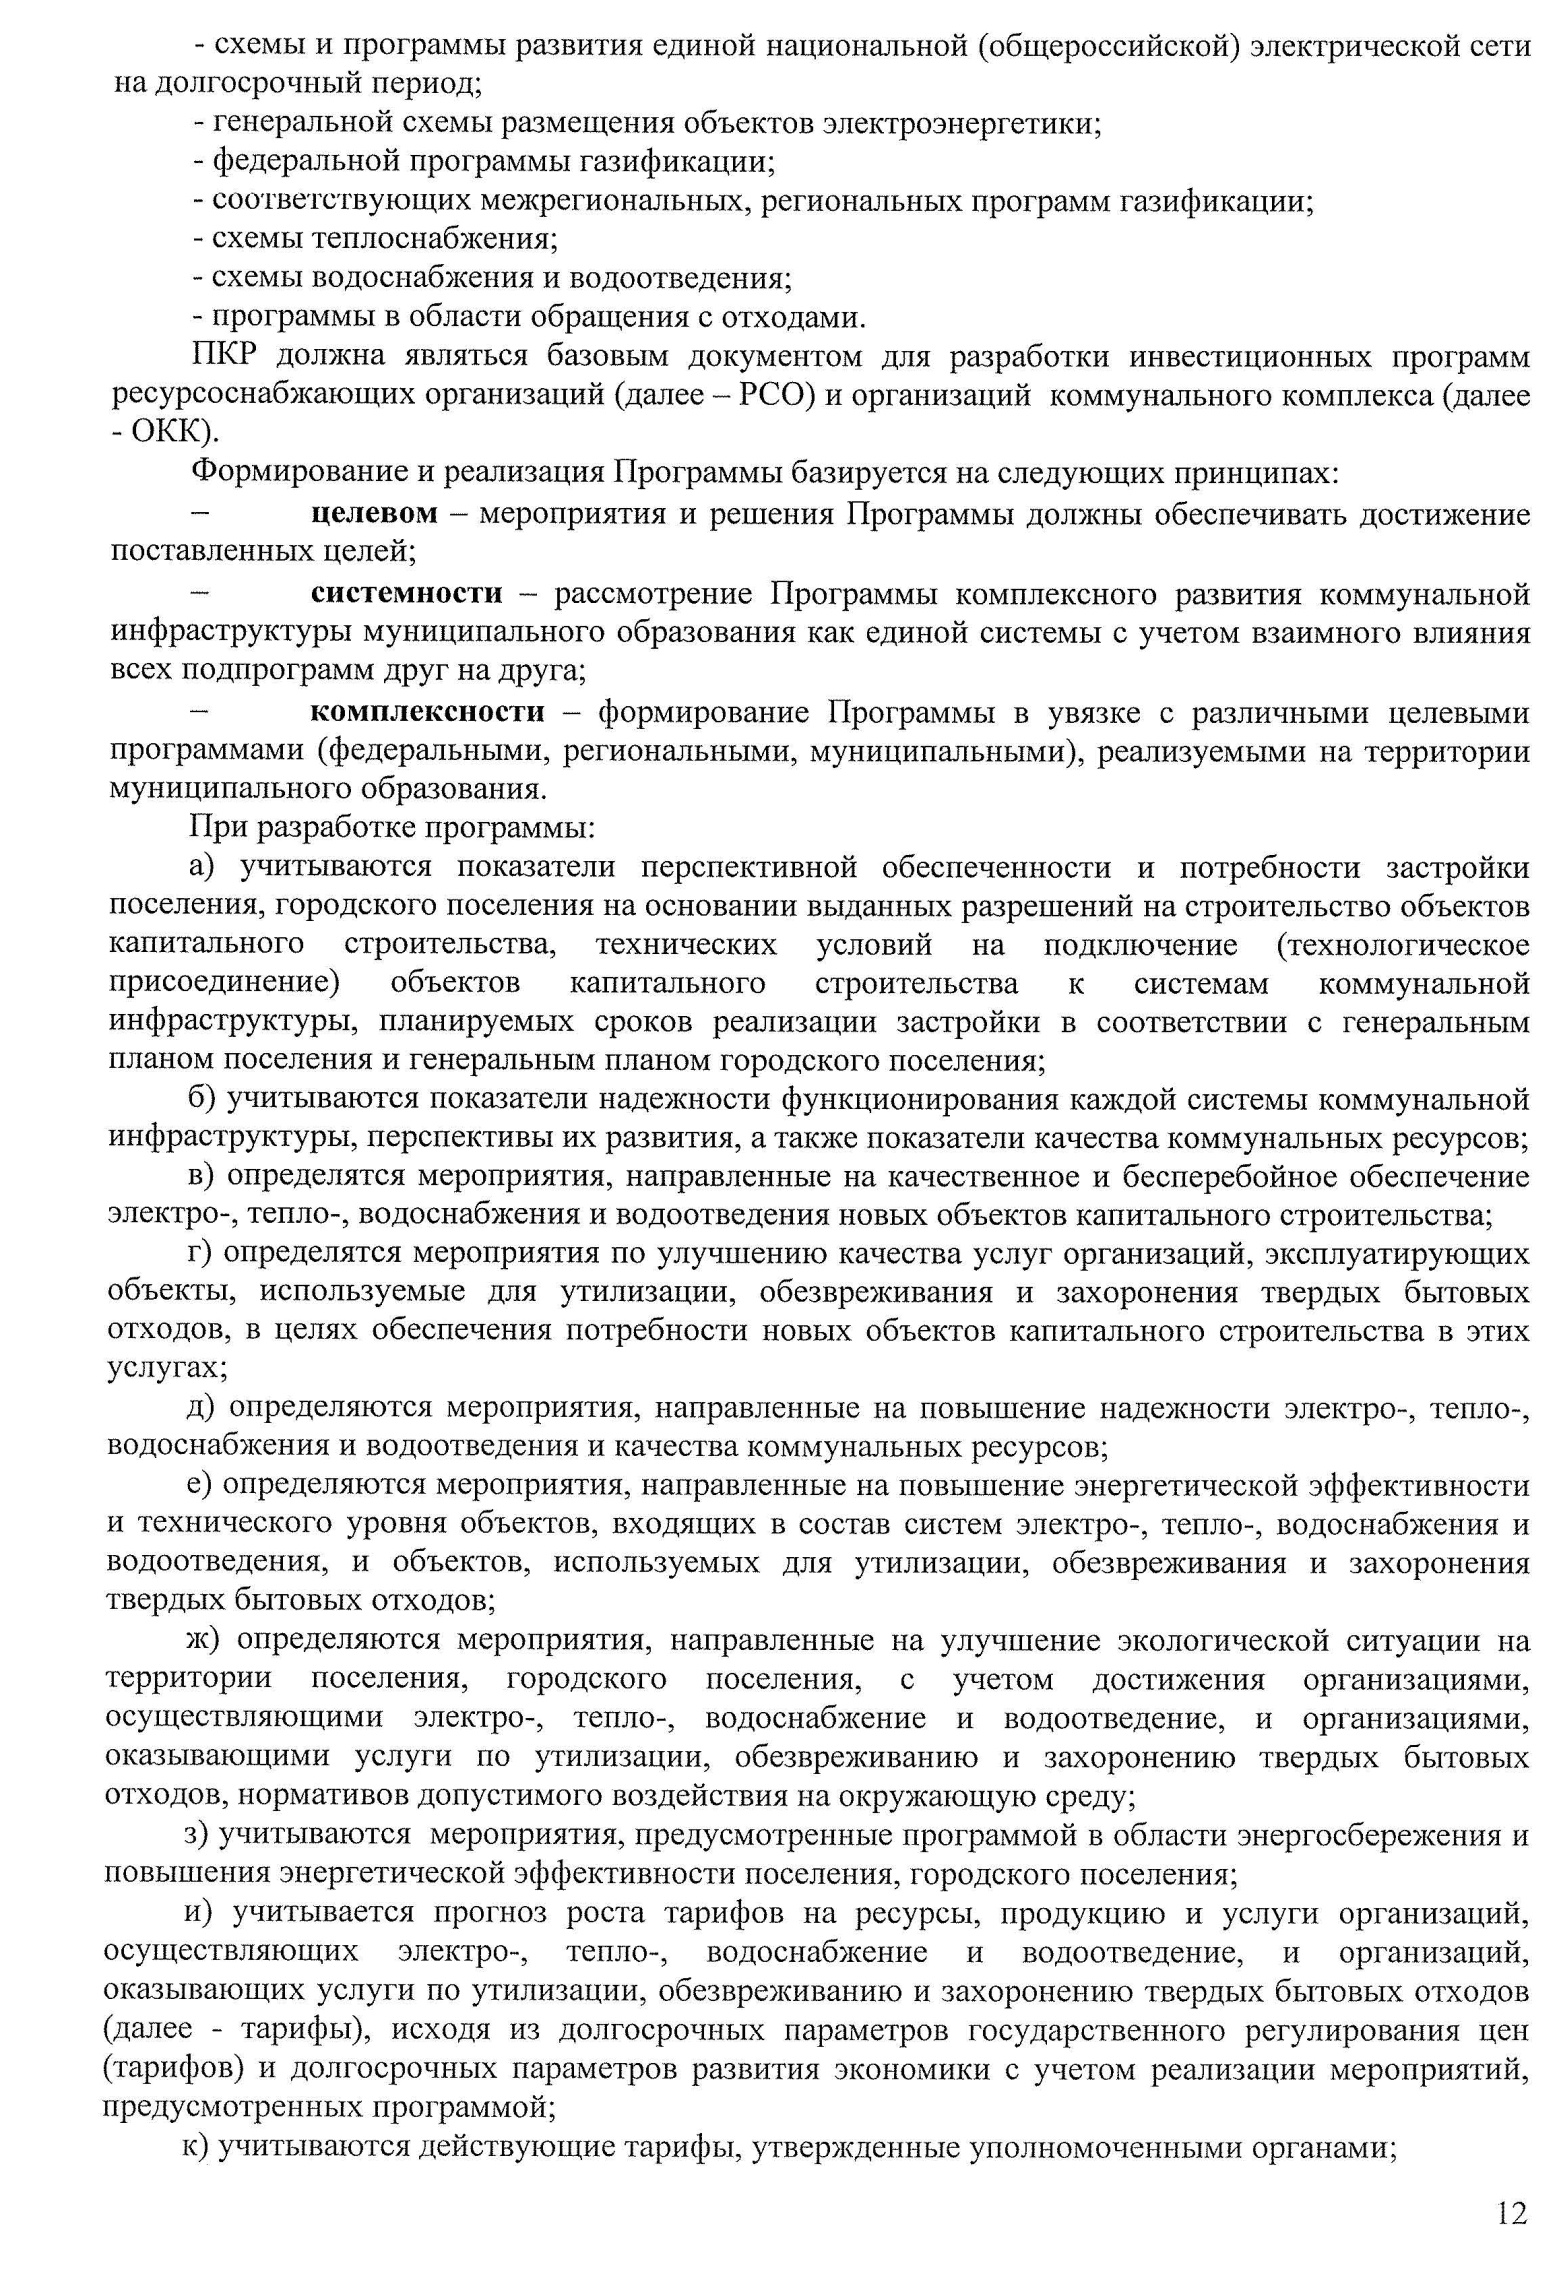 - схемы и программы развития единой национальной (общероссийской) электрической сети
на долгосрочный период;
- генеральной схемы размещения объектов электроэнергетики;
- федеральной программы газификации;
- соответствующих межрегиональных, региональных программ газификации;
- схемы теплоснабжения;
- схемы водоснабжения и водоотведения;
- программы в области обращения с отходами.
ПКР должна являться базовым документом для разработки инвестиционных программ
ресурсоснабжающих организаций (далее – РСО) и организаций коммунального комплекса (далее
- ОКК).
Формирование и реализация Программы базируется на следующих принципах:
– целевом – мероприятия и решения Программы должны обеспечивать достижение
поставленных целей;
– системности – рассмотрение Программы комплексного развития коммунальной
инфраструктуры муниципального образования как единой системы с учетом взаимного влияния
всех подпрограмм друг на друга;
– комплексности – формирование Программы в увязке с различными целевыми
программами (федеральными, региональными, муниципальными), реализуемыми на территории
муниципального образования.
При разработке программы:
а) учитываются показатели перспективной обеспеченности и потребности застройки
поселения, городского поселения на основании выданных разрешений на строительство объектов
капитального строительства, технических условий на подключение (технологическое
присоединение) объектов капитального строительства к системам коммунальной
инфраструктуры, планируемых сроков реализации застройки в соответствии с генеральным
планом поселения и генеральным планом городского поселения;
б) учитываются показатели надежности функционирования каждой системы коммунальной
инфраструктуры, перспективы их развития, а также показатели качества коммунальных ресурсов;
в) определятся мероприятия, направленные на качественное и бесперебойное обеспечение
электро-, тепло-, водоснабжения и водоотведения новых объектов капитального строительства;
г) определятся мероприятия по улучшению качества услуг организаций, эксплуатирующих
объекты, используемые для утилизации, обезвреживания и захоронения твердых бытовых
отходов, в целях обеспечения потребности новых объектов капитального строительства в этих
услугах;
д) определяются мероприятия, направленные на повышение надежности электро-, тепло-,
водоснабжения и водоотведения и качества коммунальных ресурсов;
е) определяются мероприятия, направленные на повышение энергетической эффективности
и технического уровня объектов, входящих в состав систем электро-, тепло-, водоснабжения и
водоотведения, и объектов, используемых для утилизации, обезвреживания и захоронения
твердых бытовых отходов;
ж) определяются мероприятия, направленные на улучшение экологической ситуации на
территории поселения, городского поселения, с учетом достижения организациями,
осуществляющими электро-, тепло-, водоснабжение и водоотведение, и организациями,
оказывающими услуги по утилизации, обезвреживанию и захоронению твердых бытовых
отходов, нормативов допустимого воздействия на окружающую среду;
з) учитываются мероприятия, предусмотренные программой в области энергосбережения и
повышения энергетической эффективности поселения, городского поселения;
и) учитывается прогноз роста тарифов на ресурсы, продукцию и услуги организаций,
осуществляющих электро-, тепло-, водоснабжение и водоотведение, и организаций,
оказывающих услуги по утилизации, обезвреживанию и захоронению твердых бытовых отходов
(далее - тарифы), исходя из долгосрочных параметров государственного регулирования цен
(тарифов) и долгосрочных параметров развития экономики с учетом реализации мероприятий,
предусмотренных программой;
к) учитываются действующие тарифы, утвержденные уполномоченными органами;
12